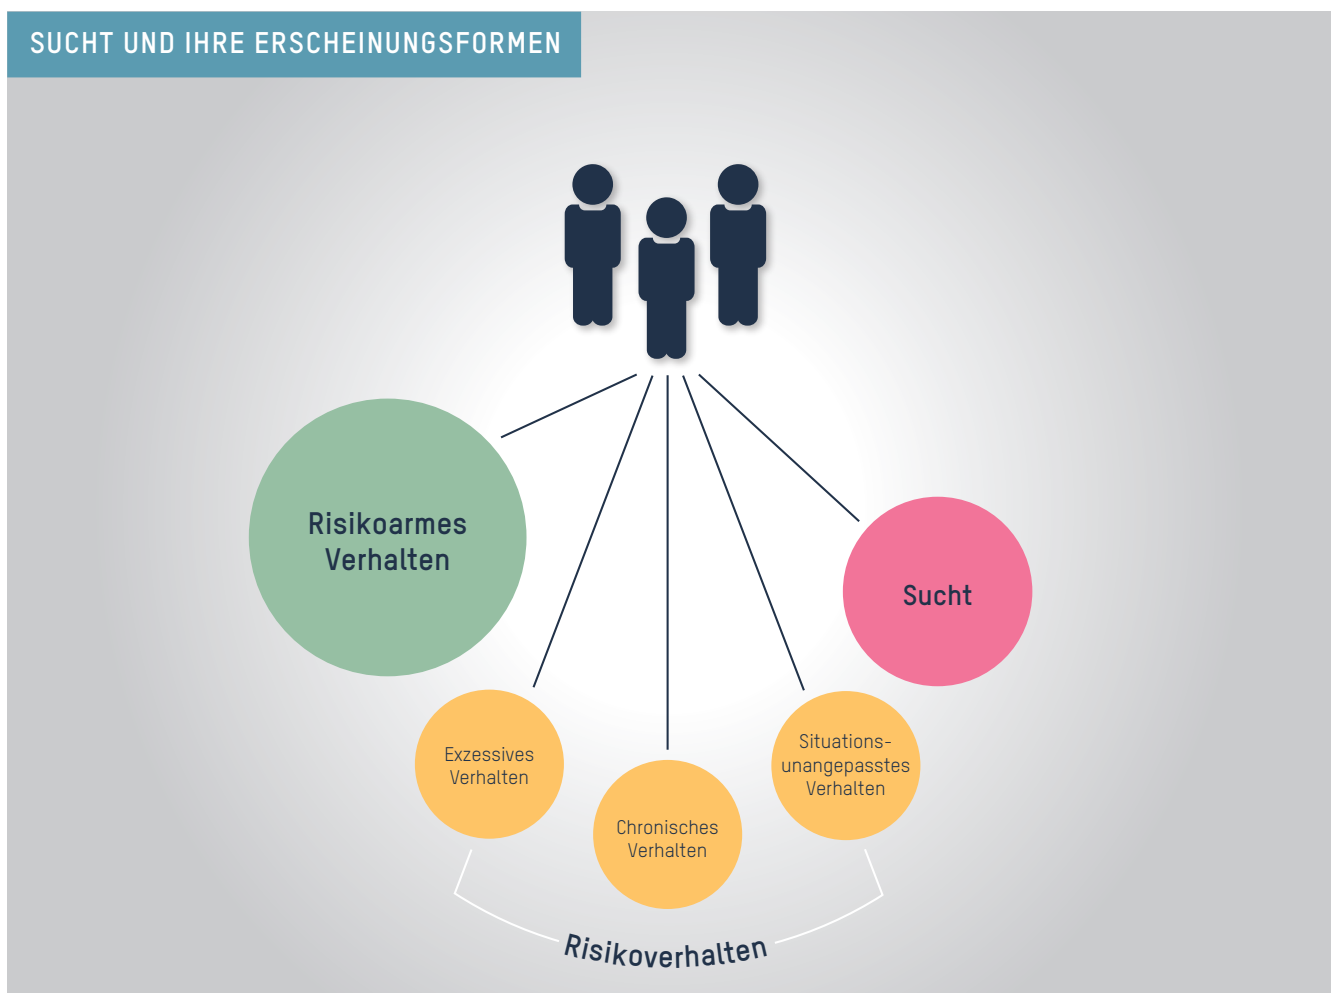 SUCHT UND IHRE ERSCHEINUNGSFORMEN
Risikoarmes
Verhalten
Sucht
Exzessives
Verhalten
Chronisches
Verhalten
Situations-
unangepasstes
Verhalten
Risikoverhalten